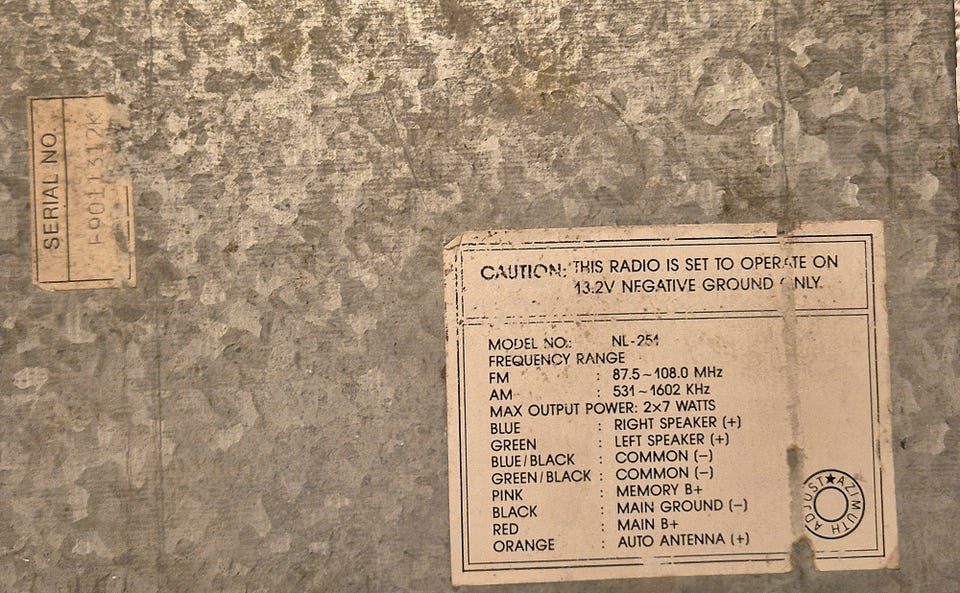 SERIAL NO.
CAUTION: THIS RADIO IS SET TO OPERATE ON
13.2V NEGATIVE GROUND ONLY.
MODEL NO.: NL-251
FREQUENCY RANGE
FM : 87.5~108.0 MHz
AM : 531~1602 KHz
MAX OUTPUT POWER: 2×7 WATTS
BLUE : RIGHT SPEAKER (+)
GREEN : LEFT SPEAKER (+)
BLUE/BLACK : COMMON (-)
GREEN/BLACK : COMMON (-)
PINK : MEMORY B+
BLACK : MAIN GROUND (-)
RED : MAIN B+
ORANGE : AUTO ANTENNA (+)
ADJUST★AZIMUTH